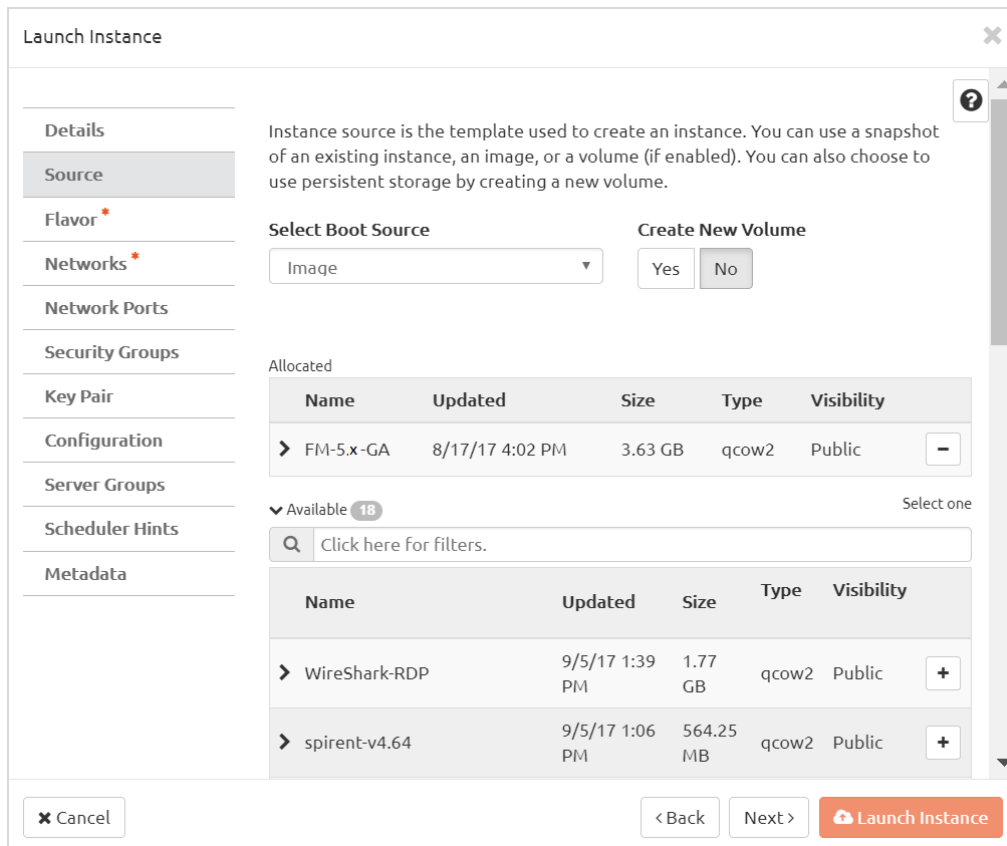 Launch Instance
Details
Source
Flavor *
Networks *
Network Ports
Security Groups
Key Pair
Configuration
Server Groups
Scheduler Hints
Metadata
Instance source is the template used to create an instance. You can use a snapshot
of an existing instance, an image, or a volume (if enabled). You can also choose to
use persistent storage by creating a new volume.
Select Boot Source Create New Volume
Image Yes No
Allocated
Name Updated Size Type Visibility
FM-5.x-GA 8/17/17 4:02 PM 3.63 GB qcow2 Public
Available 18 Select one
Click here for filters.
Name Updated Size Type Visibility
WireShark-RDP 9/5/17 1:39 PM 1.77 GB qcow2 Public
spirent-v4.64 9/5/17 1:06 PM 564.25 MB qcow2 Public
Cancel < Back Next > Launch Instance